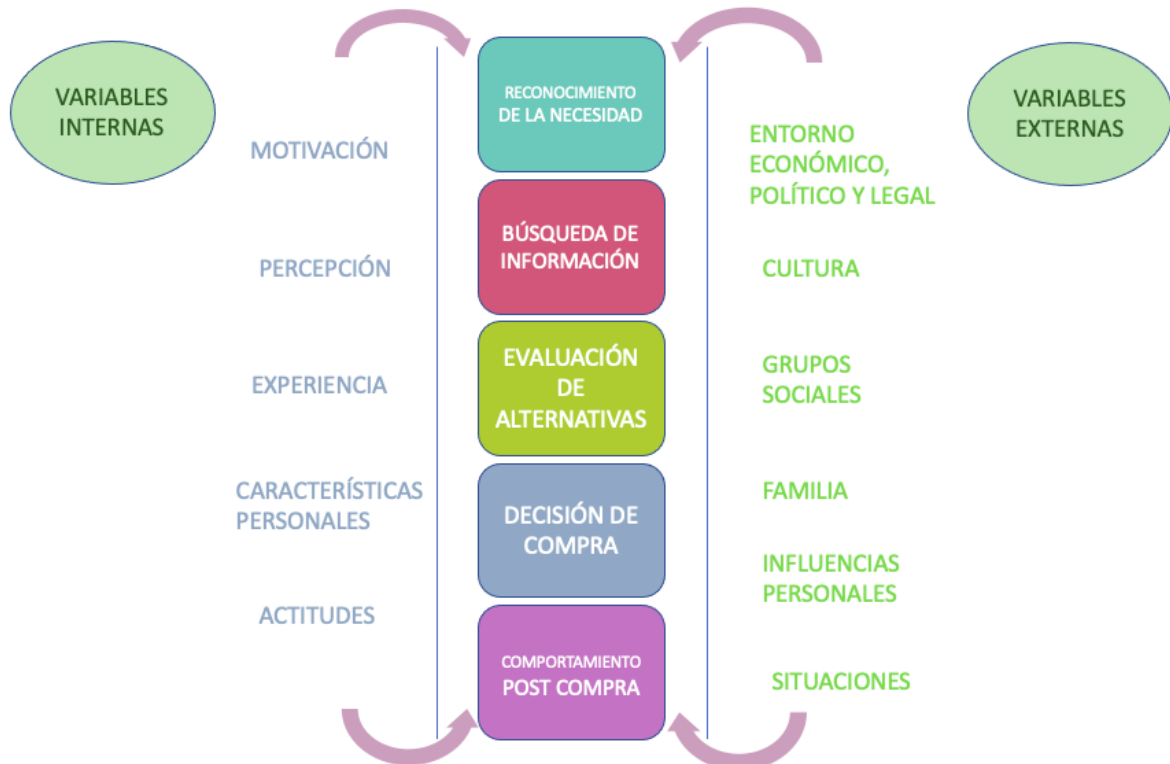 VARIABLES
INTERNAS
MOTIVACIÓN
PERCEPCIÓN
EXPERIENCIA
CARACTERÍSTICAS
PERSONALES
ACTITUDES
RECONOCIMIENTO
DE LA NECESIDAD
BÚSQUEDA DE
INFORMACIÓN
EVALUACIÓN
DE
ALTERNATIVAS
DECISIÓN DE
COMPRA
COMPORTAMIENTO
POST COMPRA
VARIABLES
EXTERNAS
ENTORNO
ECONÓMICO,
POLÍTICO Y LEGAL
CULTURA
GRUPOS
SOCIALES
FAMILIA
INFLUENCIAS
PERSONALES
SITUACIONES